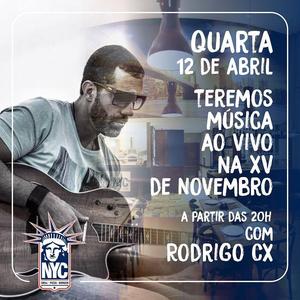 QUARTA
12 DE ABRIL
TEREMOS
MÚSICA
AO VIVO
NA XV
DE NOVEMBRO
A PARTIR DAS 20H
COM
RODRIGO CX
NYC